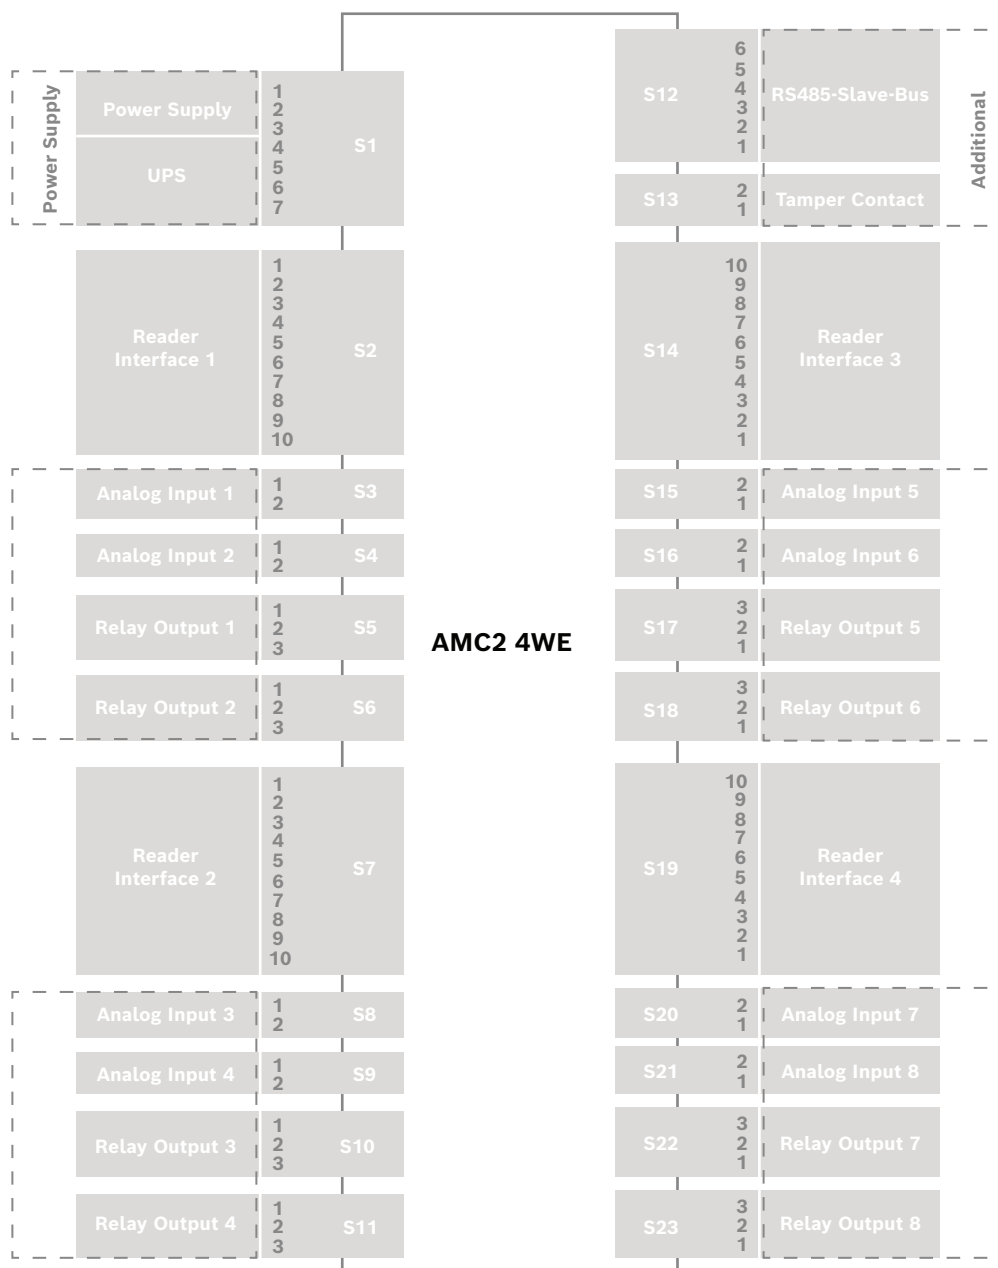 Power Supply
Power Supply
UPS
1
2
3
4
5
6
7
S1
Reader
Interface 1
1
2
3
4
5
6
7
8
9
10
S2
Analog Input 1
1
2
S3
Analog Input 2
1
2
S4
Relay Output 1
1
2
3
S5
Relay Output 2
1
2
3
S6
Reader
Interface 2
1
2
3
4
5
6
7
8
9
10
S7
Analog Input 3
1
2
S8
Analog Input 4
1
2
S9
Relay Output 3
1
2
3
S10
Relay Output 4
1
2
3
S11
AMC2 4WE
S12
6
5
4
3
2
1
RS485-Slave-Bus
Additional
S13
2
1
Tamper Contact
S14
10
9
8
7
6
5
4
3
2
1
Reader
Interface 3
S15
2
1
Analog Input 5
S16
2
1
Analog Input 6
S17
3
2
1
Relay Output 5
S18
3
2
1
Relay Output 6
S19
10
9
8
7
6
5
4
3
2
1
Reader
Interface 4
S20
2
1
Analog Input 7
S21
2
1
Analog Input 8
S22
3
2
1
Relay Output 7
S23
3
2
1
Relay Output 8